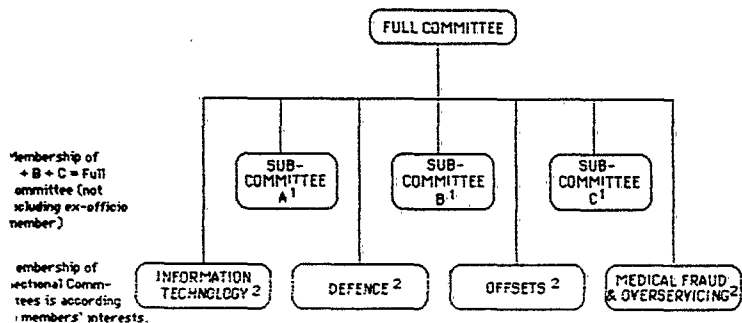 FULL COMMITTEE
Membership of
+ B + C = Full
ommittee (not
cluding ex-officio
member)
SUB-
COMMITTEE
A¹
SUB-
COMMITTEE
B¹
SUB-
COMMITTEE
C¹
embership of
ectional Comm-
tees is according
members' interests.
INFORMATION
TECHNOLOGY ²
DEFENCE ²
OFFSETS ²
MEDICAL FRAUD
& OVERSERVICING²